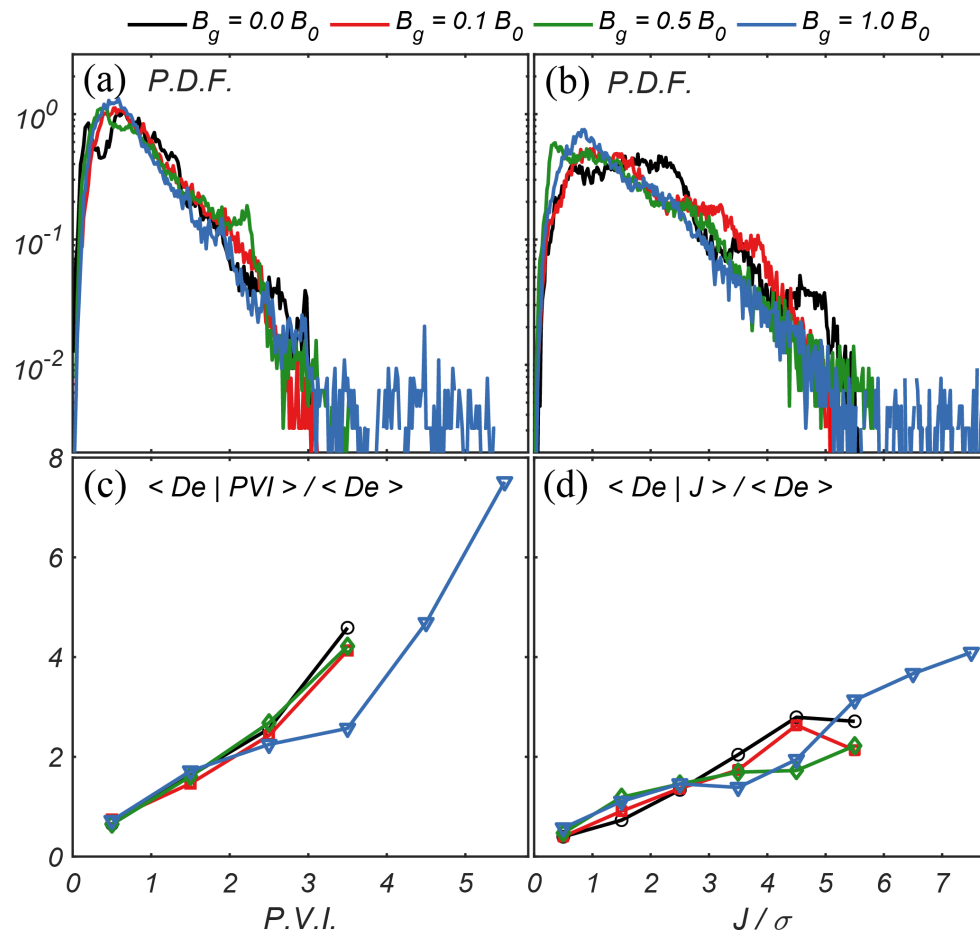 B_g = 0.0 B_0 B_g = 0.1 B_0 B_g = 0.5 B_0 B_g = 1.0 B_0
(a) P.D.F. (b) P.D.F.
10^0
10^-1
10^-2
8 (c) < De | PVI > / < De > (d) < De | J > / < De >
6
4
2
0
0 1 2 3 4 5 0 1 2 3 4 5 6 7
P.V.I. J / σ